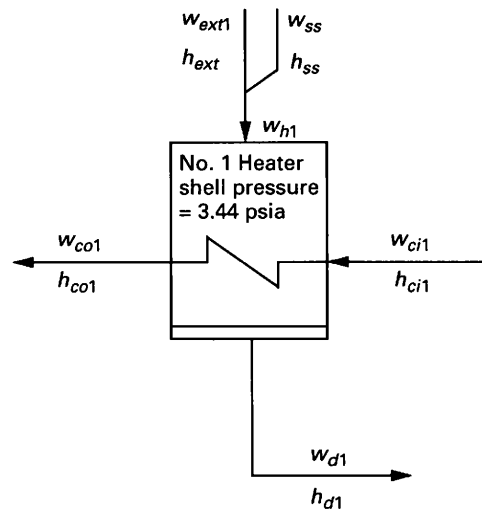 w_ext1
w_ss
h_ext
h_ss
w_h1
No. 1 Heater
shell pressure
= 3.44 psia
w_co1
w_ci1
h_co1
h_ci1
w_d1
h_d1